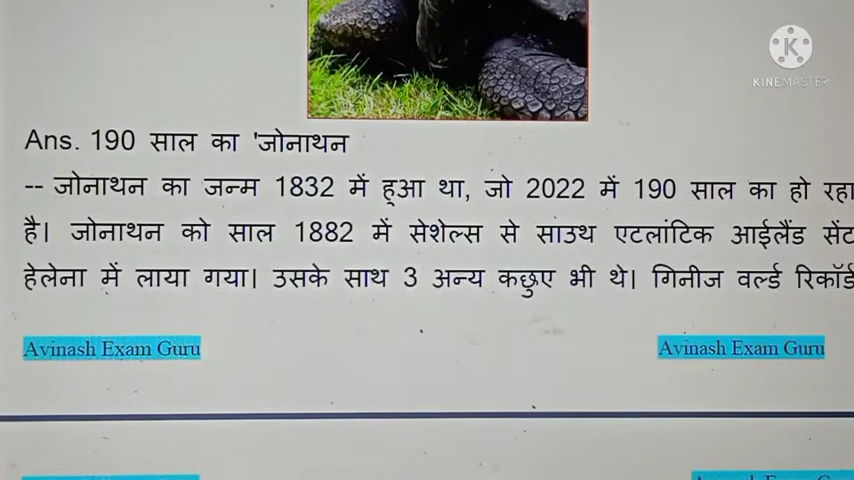 KINEMASTER
Ans. 190 साल का 'जोनाथन
-- जोनाथन का जन्म 1832 में हुआ था, जो 2022 में 190 साल का हो रहा
है। जोनाथन को साल 1882 में सेशेल्स से साउथ एटलांटिक आईलैंड सेंट
हेलेना में लाया गया। उसके साथ 3 अन्य कछुए भी थे। गिनीज वर्ल्ड रिकॉर्ड
Avinash Exam Guru
Avinash Exam Guru